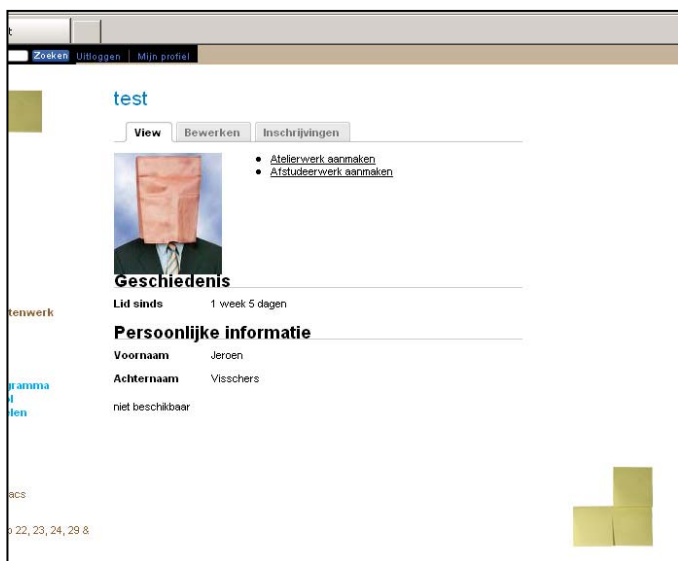 t
Zoeken Uitloggen Mijn profiel
test
View Bewerken Inschrijvingen
Atelierwerk aanmaken
Afstudeerwerk aanmaken
Geschiedenis
Lid sinds 1 week 5 dagen
tenwerk
Persoonlijke informatie
Voornaam Jeroen
Achternaam Visschers
gramma
niet beschikbaar
len
acs
22, 23, 24, 29 &